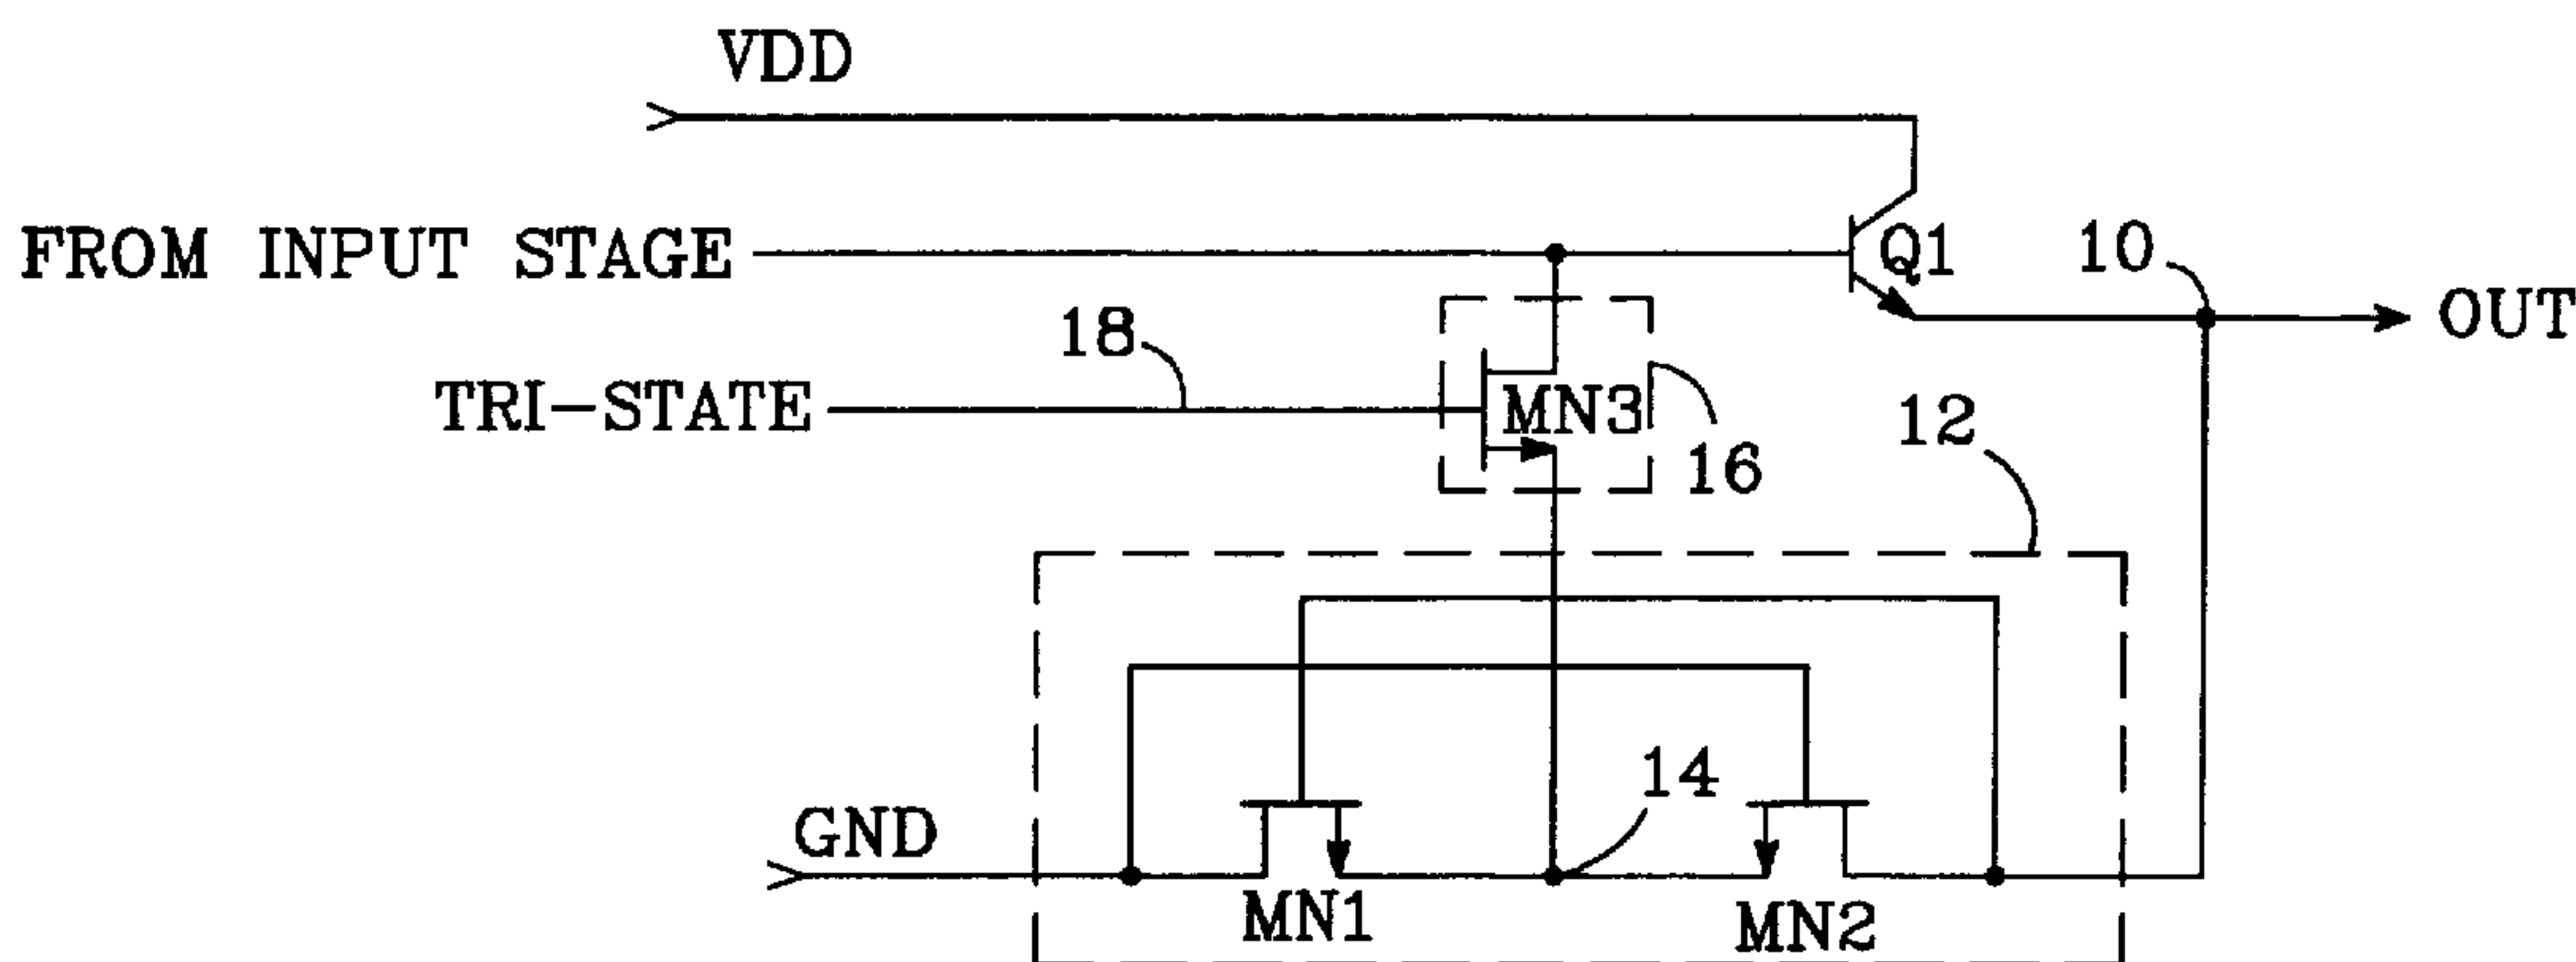 VDD
FROM INPUT STAGE
Q1
10
OUT
18
TRI-STATE
MN3
16
12
14
GND
MN1
MN2